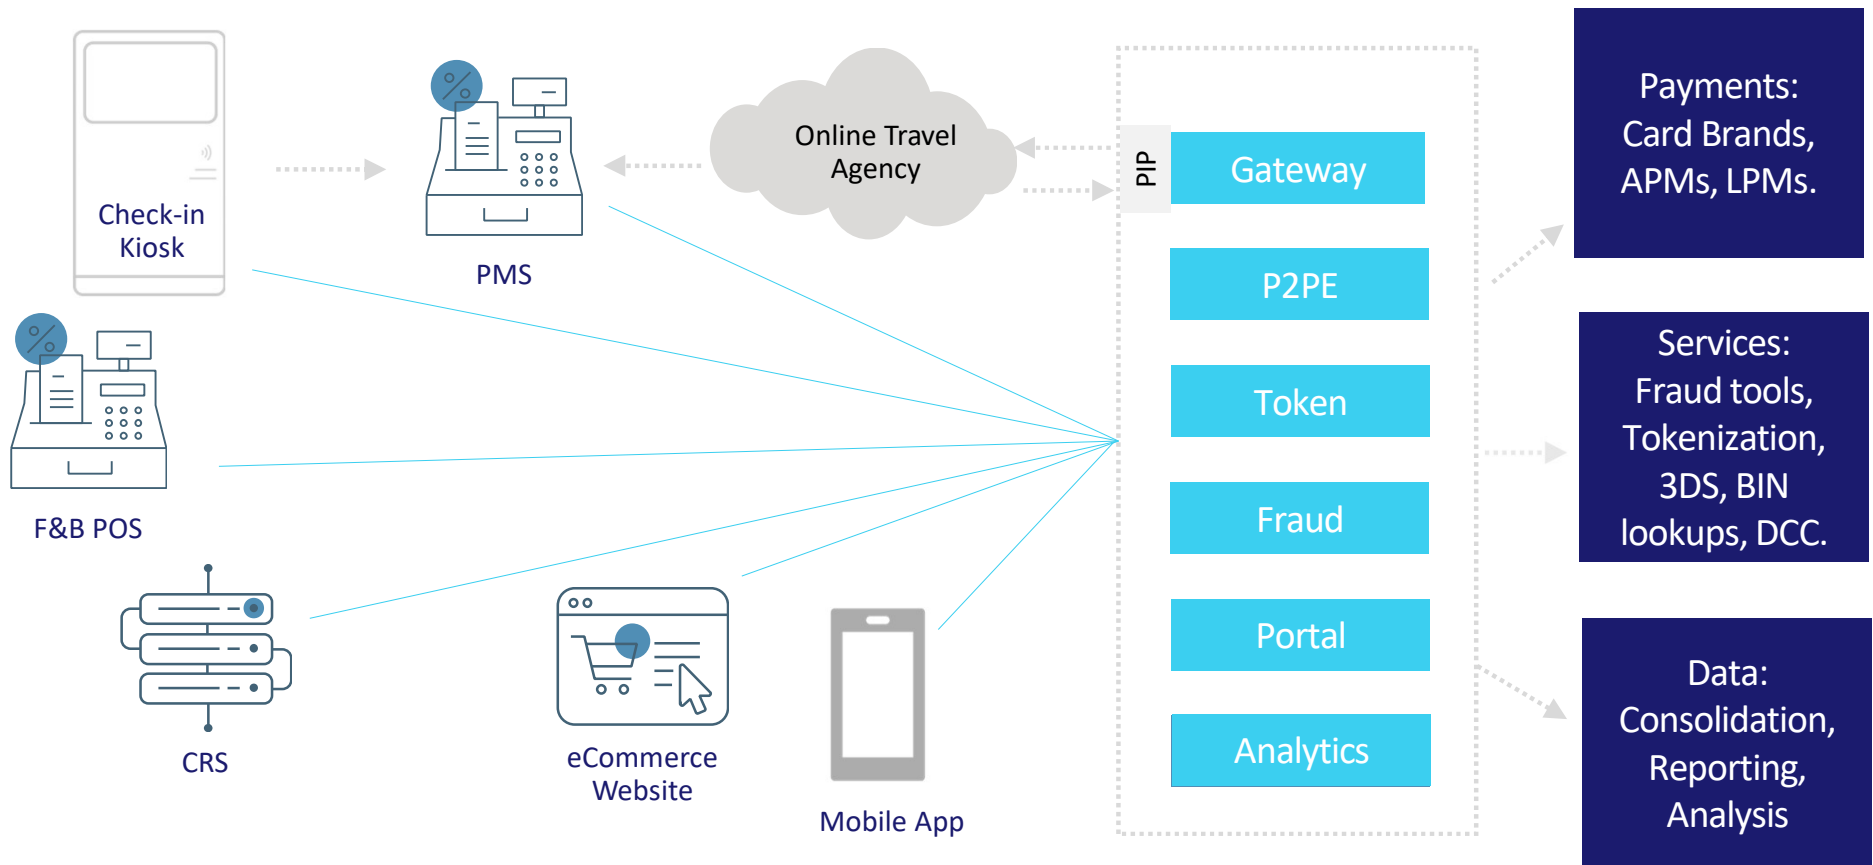 Check-in
Kiosk
PMS
Online Travel
Agency
F&B POS
CRS
eCommerce
Website
Mobile App
PIP
Gateway
P2PE
Token
Fraud
Portal
Analytics
Payments:
Card Brands,
APMs, LPMs.
Services:
Fraud tools,
Tokenization,
3DS, BIN
lookups, DCC.
Data:
Consolidation,
Reporting,
Analysis